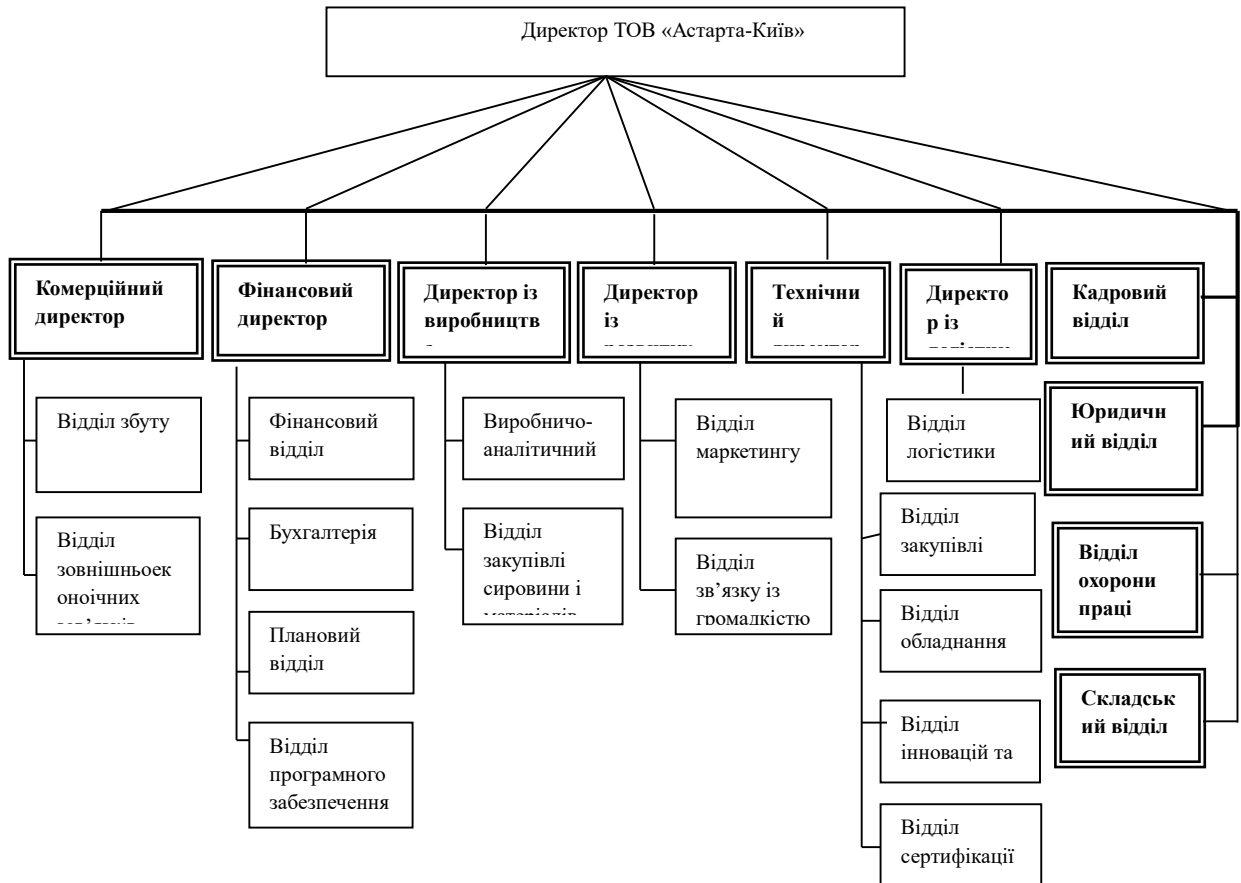 Директор ТОВ «Астарта-Київ»
Комерційний
директор
Фінансовий
директор
Директор із
виробництв
Директор
із
Технічни
й
Директо
р із
Кадровий
відділ
Відділ збуту
Відділ
зовнішньоек
оноічних
Фінансовий
відділ
Бухгалтерія
Плановий
відділ
Відділ
програмного
забезпечення
Виробничо-
аналітичний
Відділ
закупівлі
сировини і
матеріалів
Відділ
маркетингу
Відділ
зв’язку із
громадкістю
Відділ
логістики
Відділ
закупівлі
Відділ
обладнання
Відділ
інновацій та
Відділ
сертифікації
Юридичн
ий відділ
Відділ
охорони
праці
Складськ
ий відділ